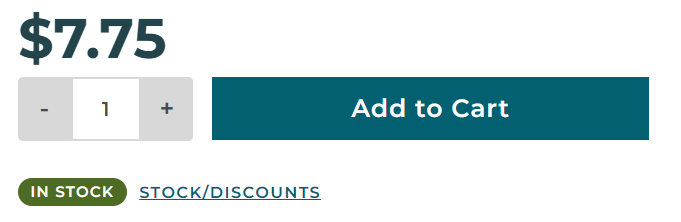 $7.75
- 1 + Add to Cart
IN STOCK STOCK/DISCOUNTS